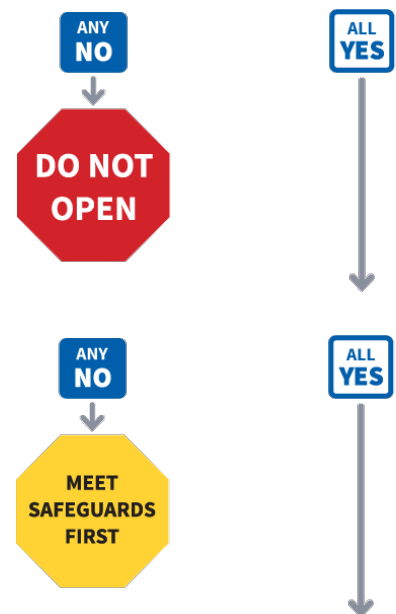 ANY
NO
ALL
YES
DO NOT
OPEN
ANY
NO
ALL
YES
MEET
SAFEGUARDS
FIRST